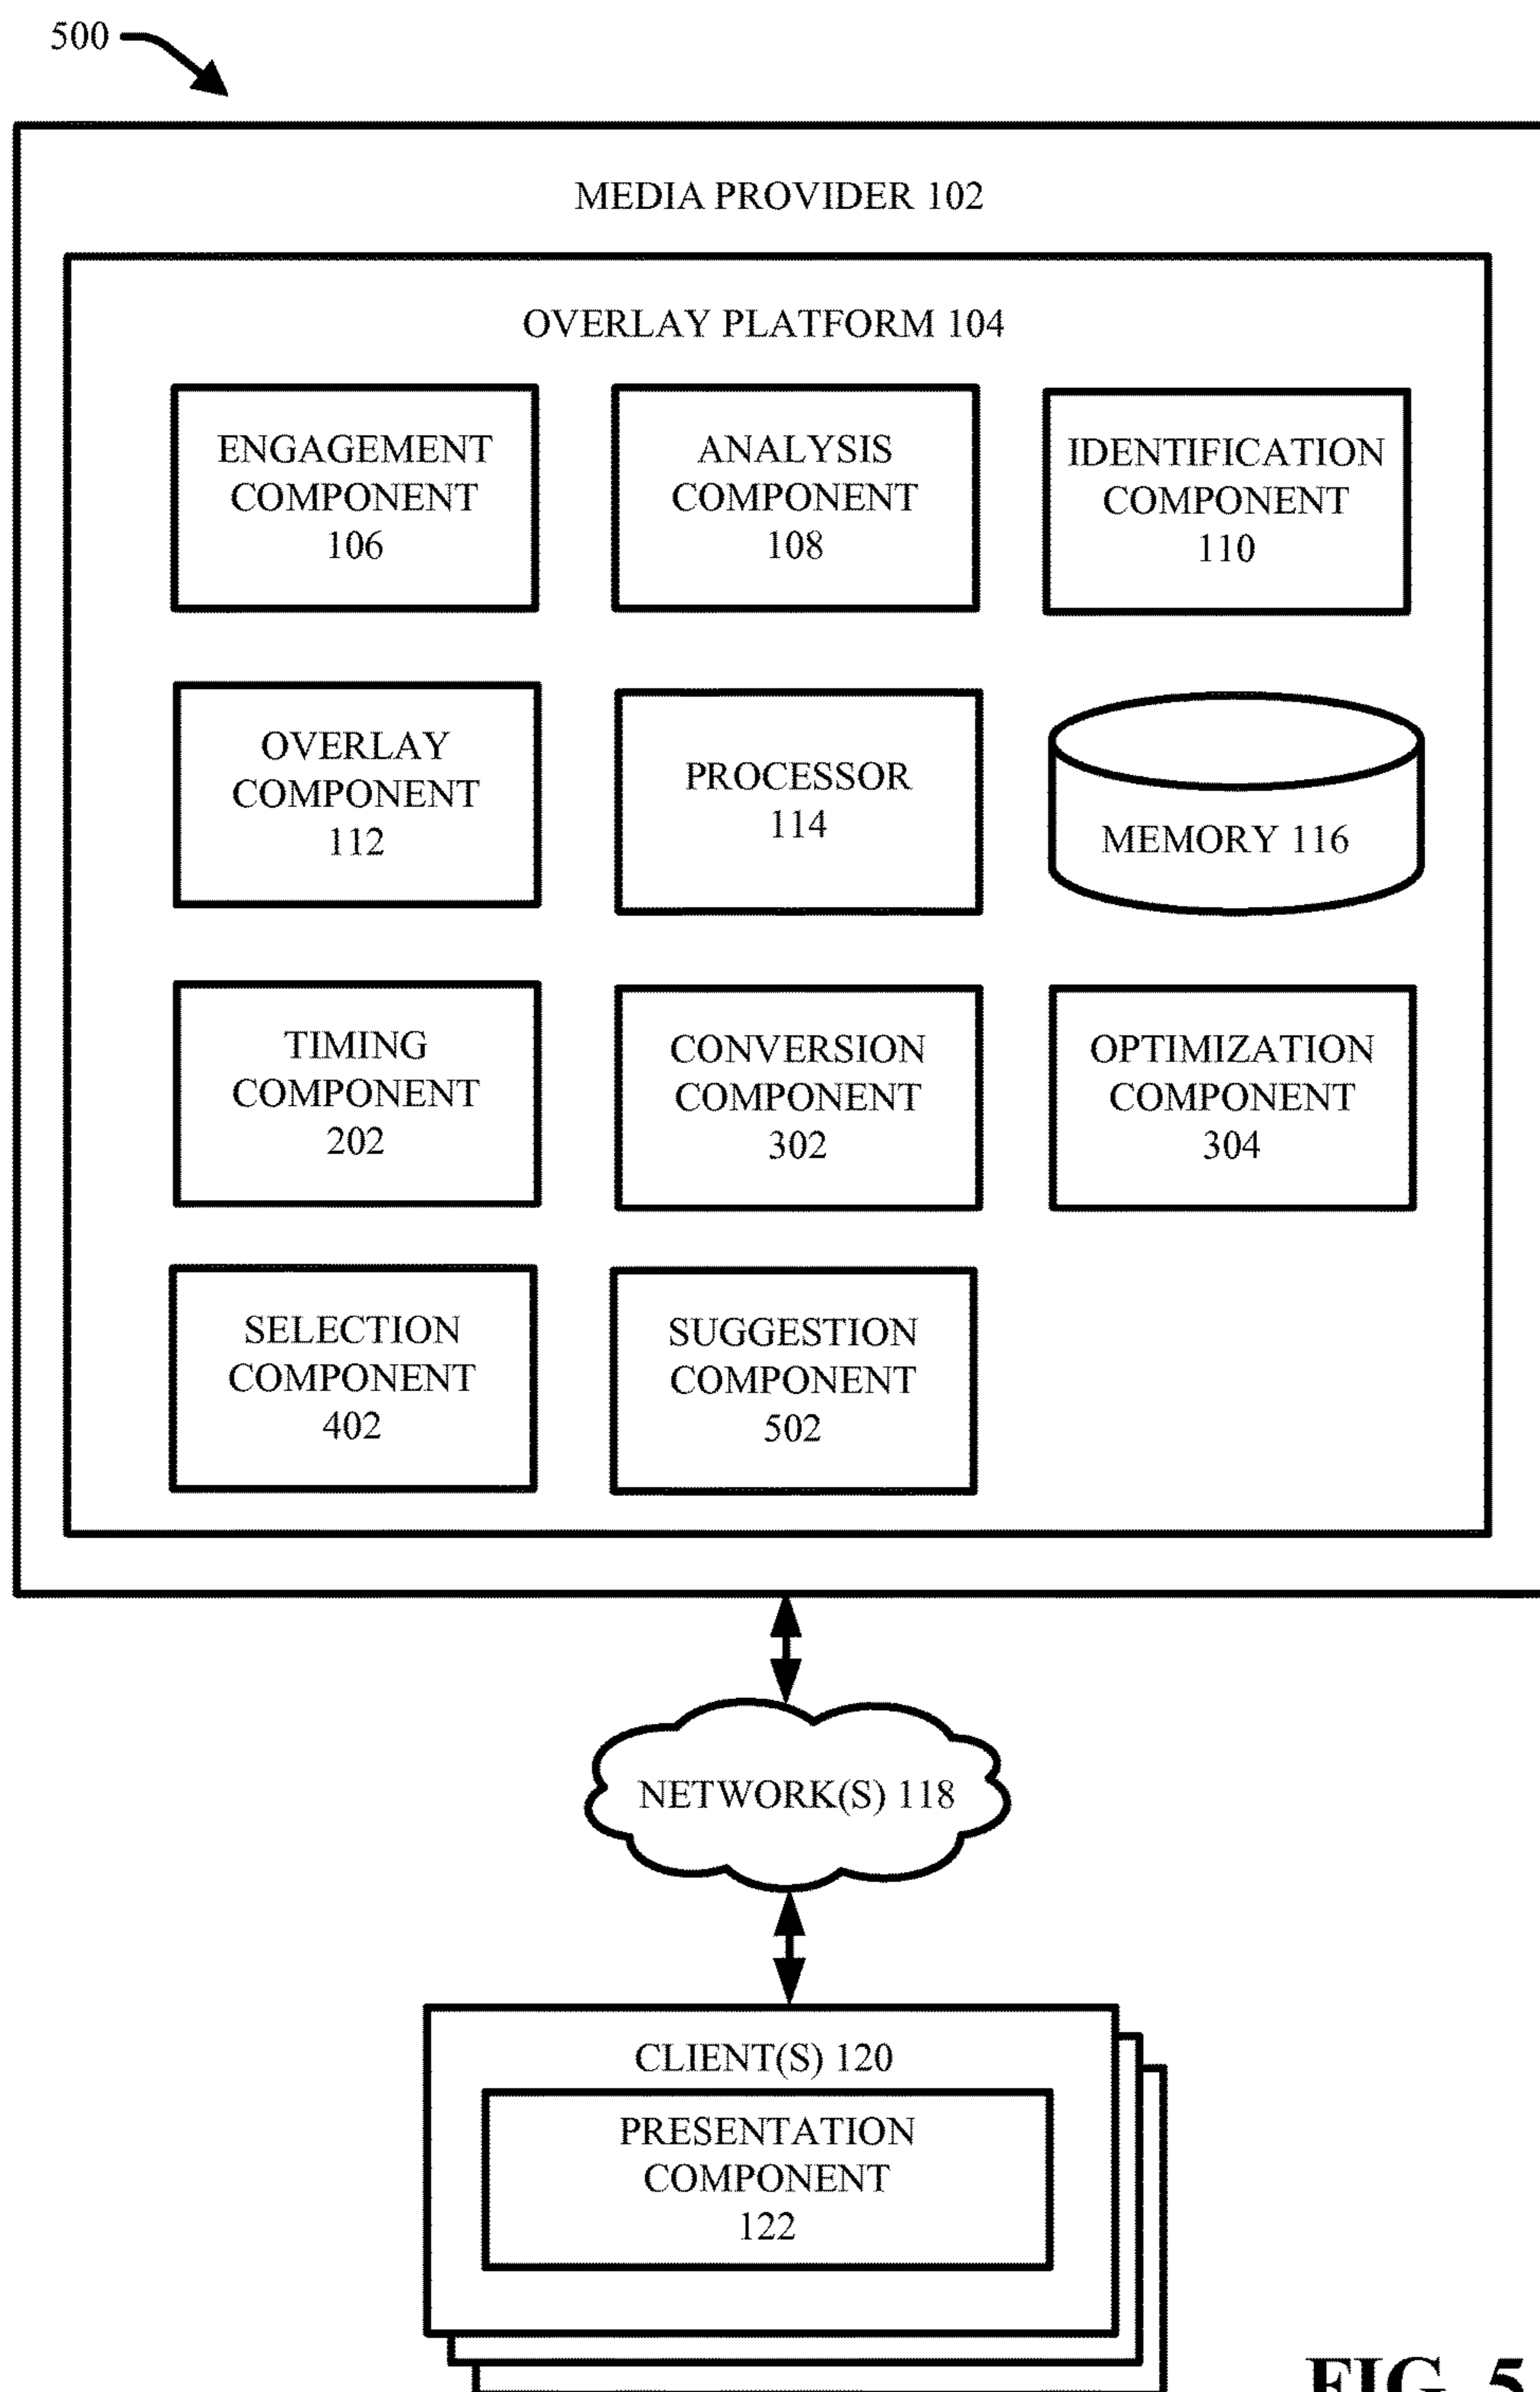 500
MEDIA PROVIDER 102
OVERLAY PLATFORM 104
ENGAGEMENT
COMPONENT
106
ANALYSIS
COMPONENT
108
IDENTIFICATION
COMPONENT
110
OVERLAY
COMPONENT
112
PROCESSOR
114
MEMORY 116
TIMING
COMPONENT
202
CONVERSION
COMPONENT
302
OPTIMIZATION
COMPONENT
304
SELECTION
COMPONENT
402
SUGGESTION
COMPONENT
502
NETWORK(S) 118
CLIENT(S) 120
PRESENTATION
COMPONENT
122
FIG. 5